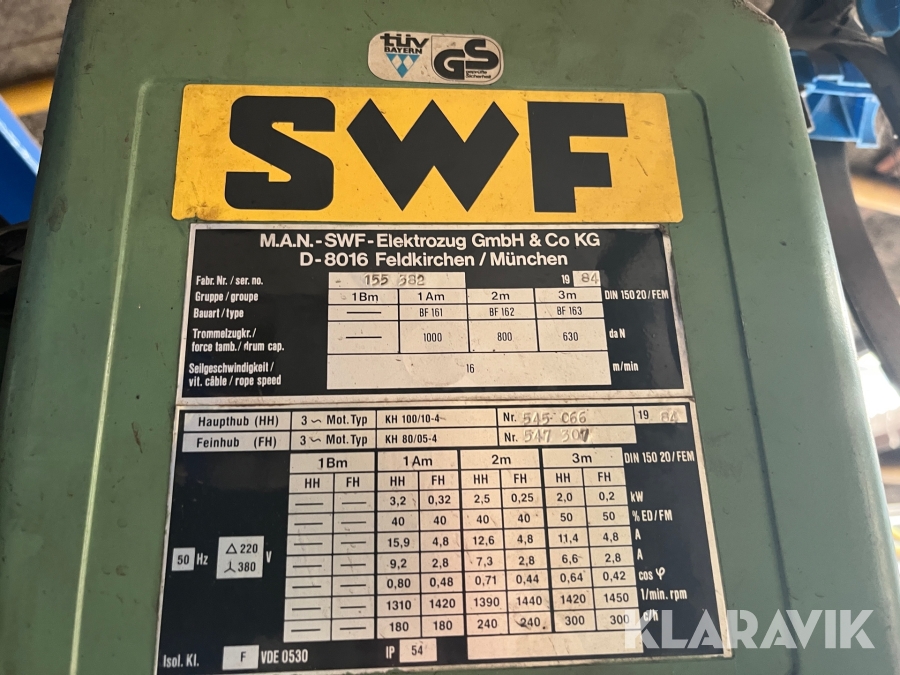 tüv
BAYERN
GS
geprüfte
Sicherheit
SWF
M.A.N.-SWF-Elektrozug GmbH & Co KG
D-8016 Feldkirchen / München
Fabr. Nr / ser. no. 155 382 19 84
Gruppe / groupe 1Bm 1Am 2m 3m DIN 150 20/FEM
Bauart / type — BF 161 BF 162 BF 163
Trommelzugkr./
force tamb./ drum cap. — 1000 800 630 da N
Seilgeschwindigkeit /
vit. câble / rope speed 16 m/min
Haupthub (HH) 3~ Mot. Typ KH 100/10-4 Nr. 545 C66 19 84
Feinhub (FH) 3~ Mot. Typ KH 80/05-4 Nr. 547 307
1Bm 1Am 2m 3m DIN 150 20/FEM
HH FH HH FH HH FH HH FH
— — 3,2 0,32 2,5 0,25 2,0 0,2 kW
— — 40 40 40 40 50 50 % ED/FM
— — 15,9 4,8 12,6 4,8 11,4 4,8 A
50 Hz △ 220 V — — 9,2 2,8 7,3 2,8 6,6 2,8 A
⅄ 380 — — 0,80 0,48 0,71 0,44 0,64 0,42 cos φ
— — 1310 1420 1390 1440 1420 1450 1/min. rpm
— — 180 180 240 240 300 300 c/h
Isol. Kl. F VDE 0530 IP 54
KLARAVIK